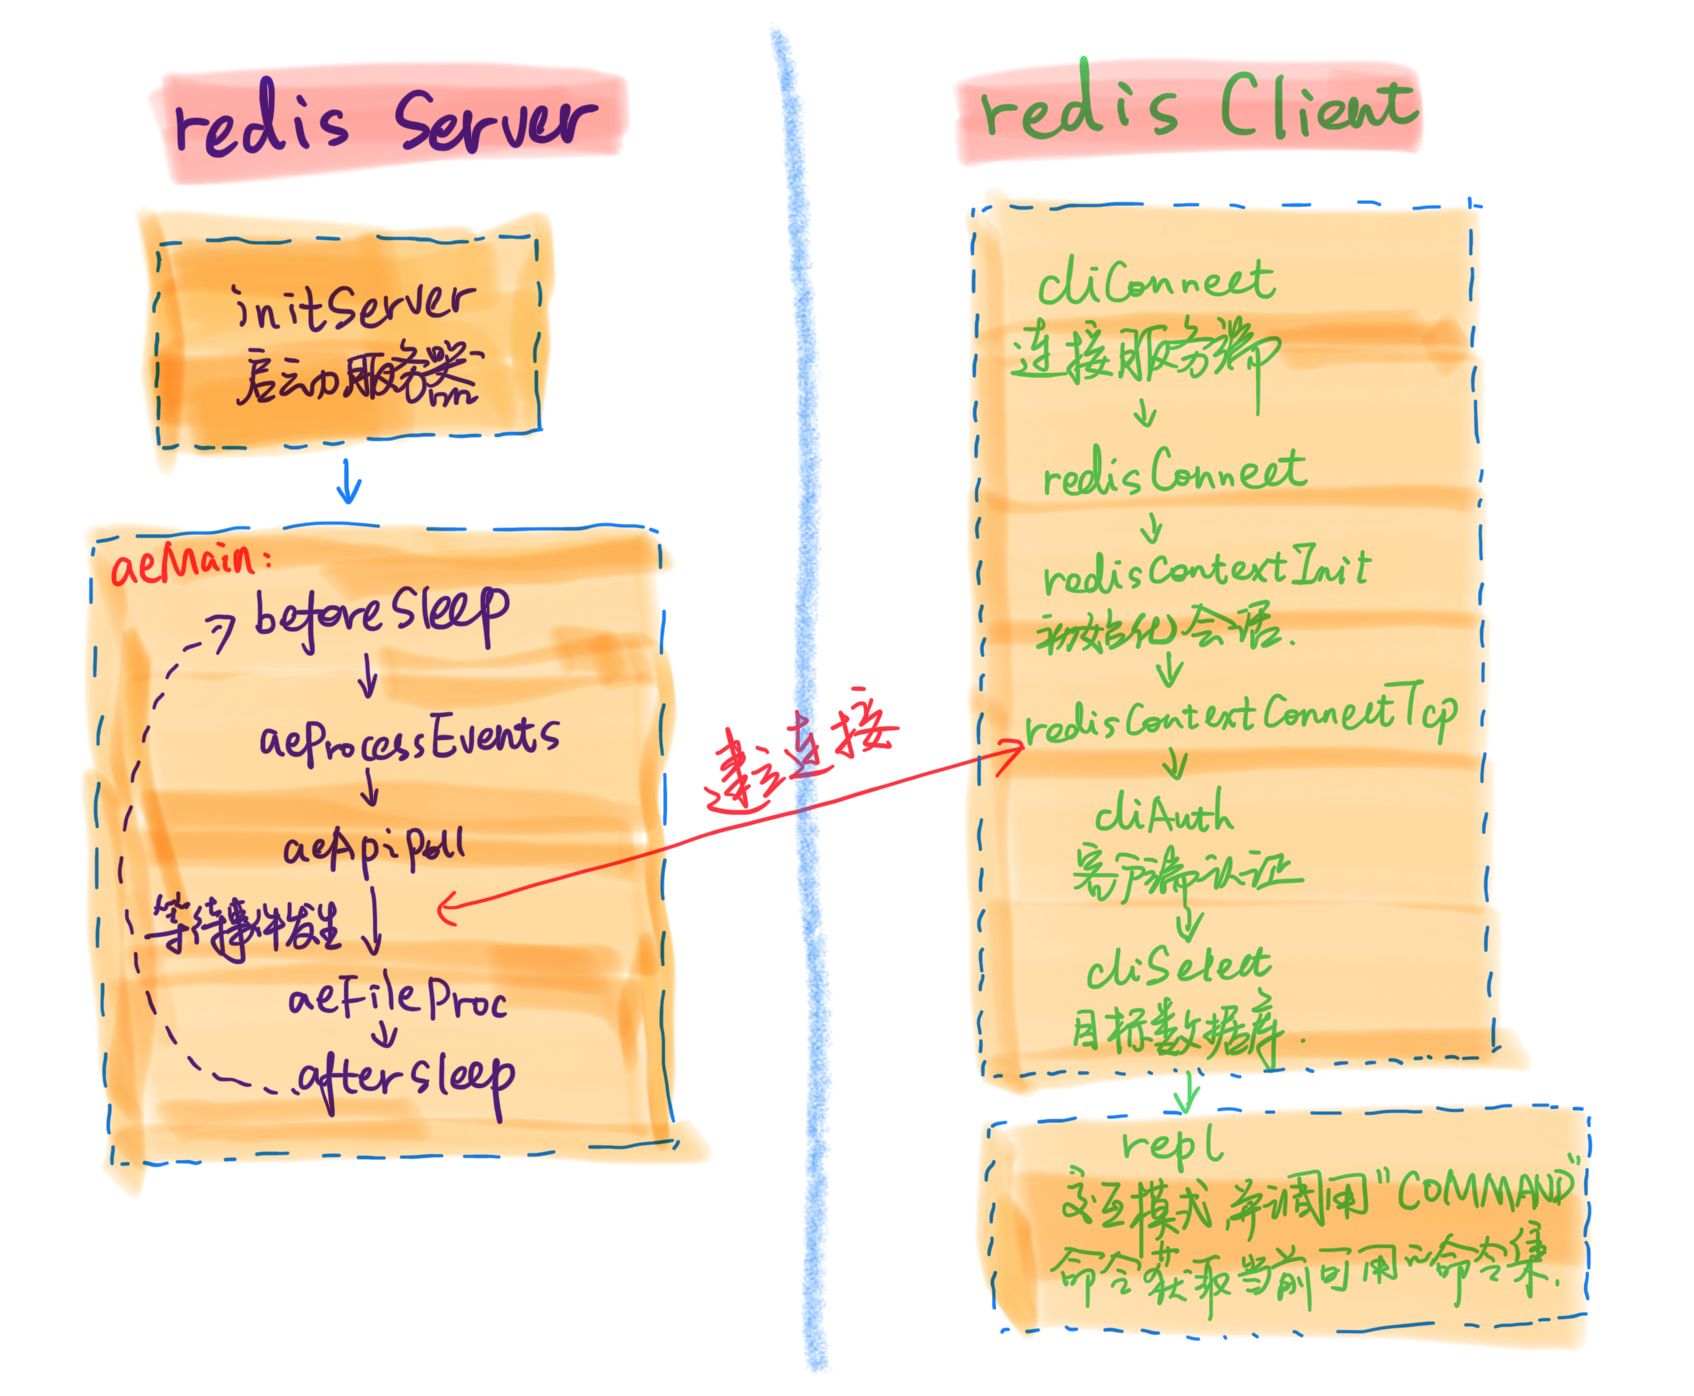 redis Server
initServer
启动服务器
aeMain:
beforeSleep
aeProcessEvents
aeApiPoll
等待事件发生
aeFileProc
aftersleep
建立连接
redis Client
cliConnect
连接服务端
redisConnect
redisContextInit
初始化会话.
redisContextConnectTcp
cliAuth
客户端认证
cliSelect
目标数据库.
repl
交互模式,并调用"COMMAND"
命令获取当前可用的命令集.